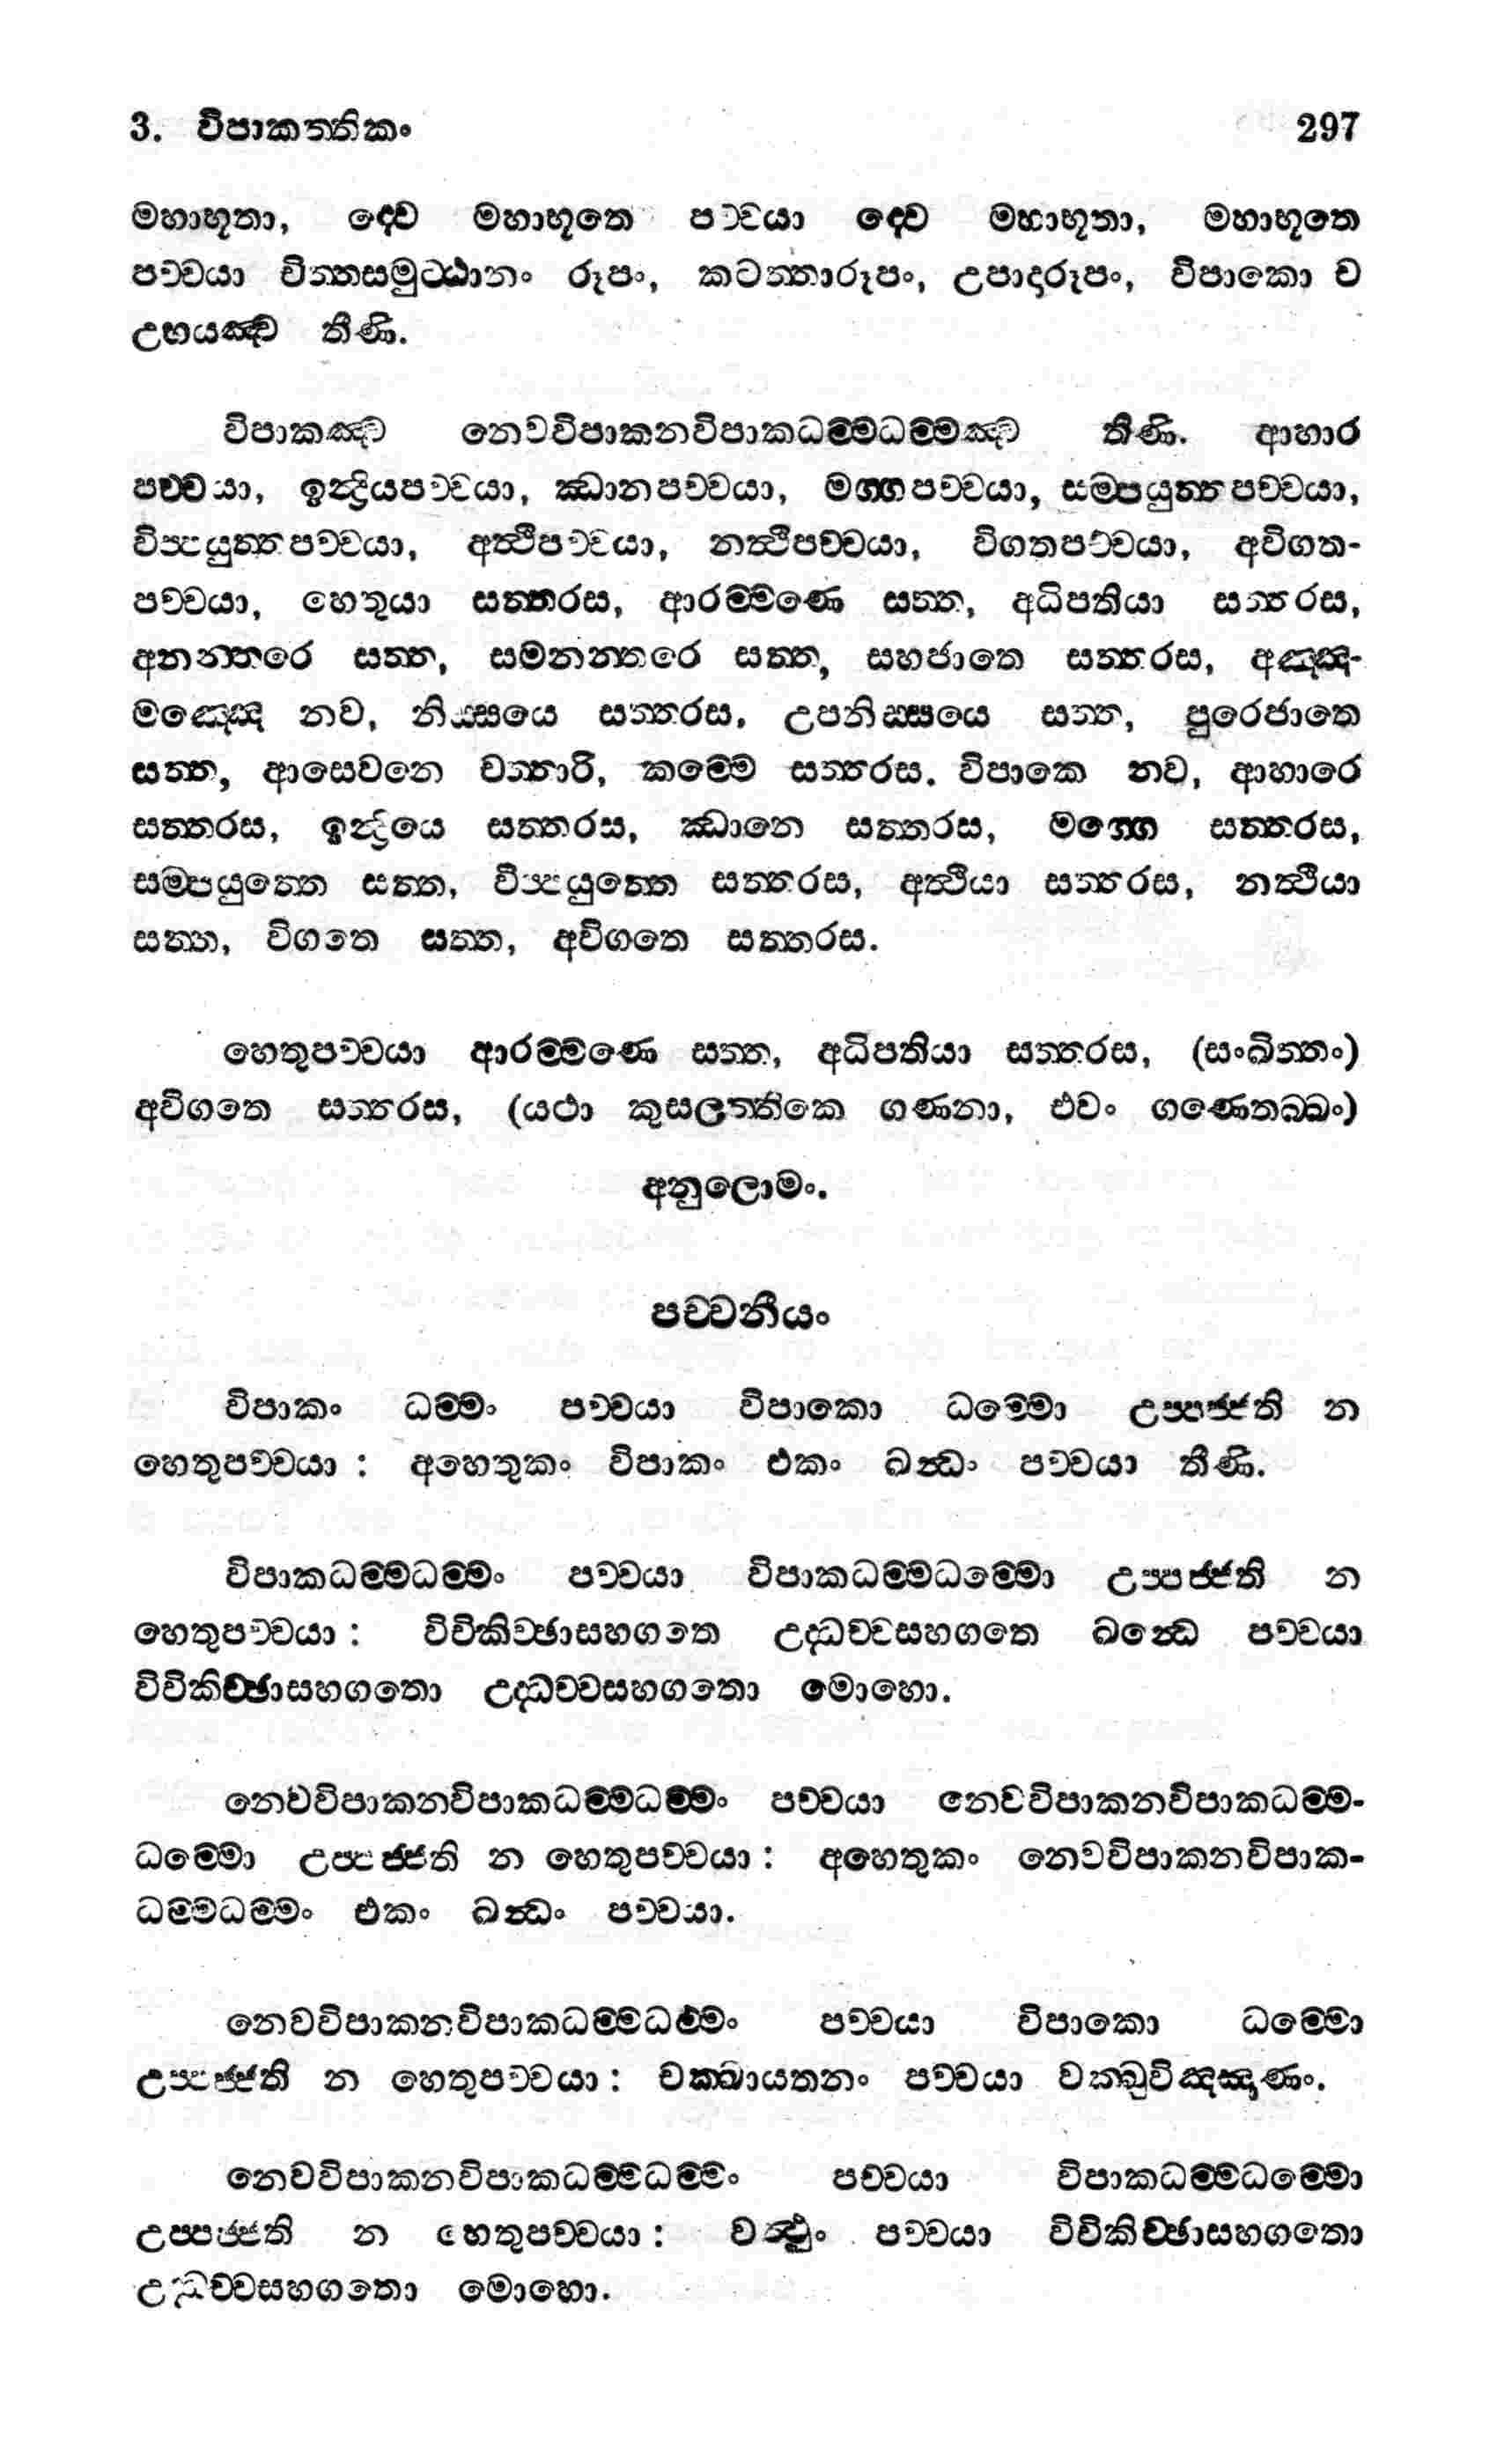 3. විපාකත්තිකං 297
මහාභූතා, ද්වෙ මහාභූතෙ පච්චයා ද්වෙ මහාභූතා, මහාභූතෙ
පච්චයා චිත්තසමුට්ඨානං රූපං, කටත්තාරූපං, උපාදාරූපං, විපාකො ච
උභයඤ්ච තීණි.
විපාකඤ්ච නෙවවිපාකනවිපාකධම්මධම්මඤ්ච තීණි. ආහාර
පච්චයා, ඉන්ද්‍රියපච්චයා, ඣානපච්චයා, මග්ගපච්චයා, සම්පයුත්තපච්චයා,
විප්පයුත්තපච්චයා, අත්ථිපච්චයා, නත්ථිපච්චයා, විගතපච්චයා, අවිගත-
පච්චයා, හෙතුයා සත්තරස, ආරම්මණෙ සත්ත, අධිපතියා සත්තරස,
අනන්තරෙ සත්ත, සමනන්තරෙ සත්ත, සහජාතෙ සත්තරස, අඤ්ඤ-
මඤ්ඤෙ නව, නිස්සයෙ සත්තරස, උපනිස්සයෙ සත්ත, පුරෙජාතෙ
සත්ත, ආසෙවනෙ චත්තාරි, කම්මෙ සත්තරස. විපාකෙ නව, ආහාරෙ
සත්තරස, ඉන්ද්‍රියෙ සත්තරස, ඣානෙ සත්තරස, මග්ගෙ සත්තරස,
සම්පයුත්තෙ සත්ත, විප්පයුත්තෙ සත්තරස, අත්ථියා සත්තරස, නත්ථියා
සත්ත, විගතෙ සත්ත, අවිගතෙ සත්තරස.
හෙතුපච්චයා ආරම්මණෙ සත්ත, අධිපතියා සත්තරස, (සංඛිත්තං)
අවිගතෙ සත්තරස, (යථා කුසලත්තිකෙ ගණනා, එවං ගණෙතබ්බං)
අනුලොමං.
පච්චනීයං
විපාකං ධම්මං පච්චයා විපාකො ධම්මො උප්පජ්ජති න
හෙතුපච්චයා : අහෙතුකං විපාකං එකං ඛන්ධං පච්චයා තීණි.
විපාකධම්මධම්මං පච්චයා විපාකධම්මධම්මො උප්පජ්ජති න
හෙතුපච්චයා : විචිකිච්ඡාසහගතෙ උද්ධච්චසහගතෙ ඛන්ධෙ පච්චයා
විචිකිච්ඡාසහගතො උද්ධච්චසහගතො මොහො.
නෙවවිපාකනවිපාකධම්මධම්මං පච්චයා නෙවවිපාකනවිපාකධම්ම-
ධම්මො උප්පජ්ජති න හෙතුපච්චයා : අහෙතුකං නෙවවිපාකනවිපාක-
ධම්මධම්මං එකං ඛන්ධං පච්චයා.
නෙවවිපාකනවිපාකධම්මධම්මං පච්චයා විපාකො ධම්මො
උප්පජ්ජති න හෙතුපච්චයා : චක්ඛායතනං පච්චයා චක්ඛුවිඤ්ඤාණං.
නෙවවිපාකනවිපාකධම්මධම්මං පච්චයා විපාකධම්මධම්මො
උප්පජ්ජති න හෙතුපච්චයා : වත්ථුං පච්චයා විචිකිච්ඡාසහගතො
උද්ධච්චසහගතො මොහො.